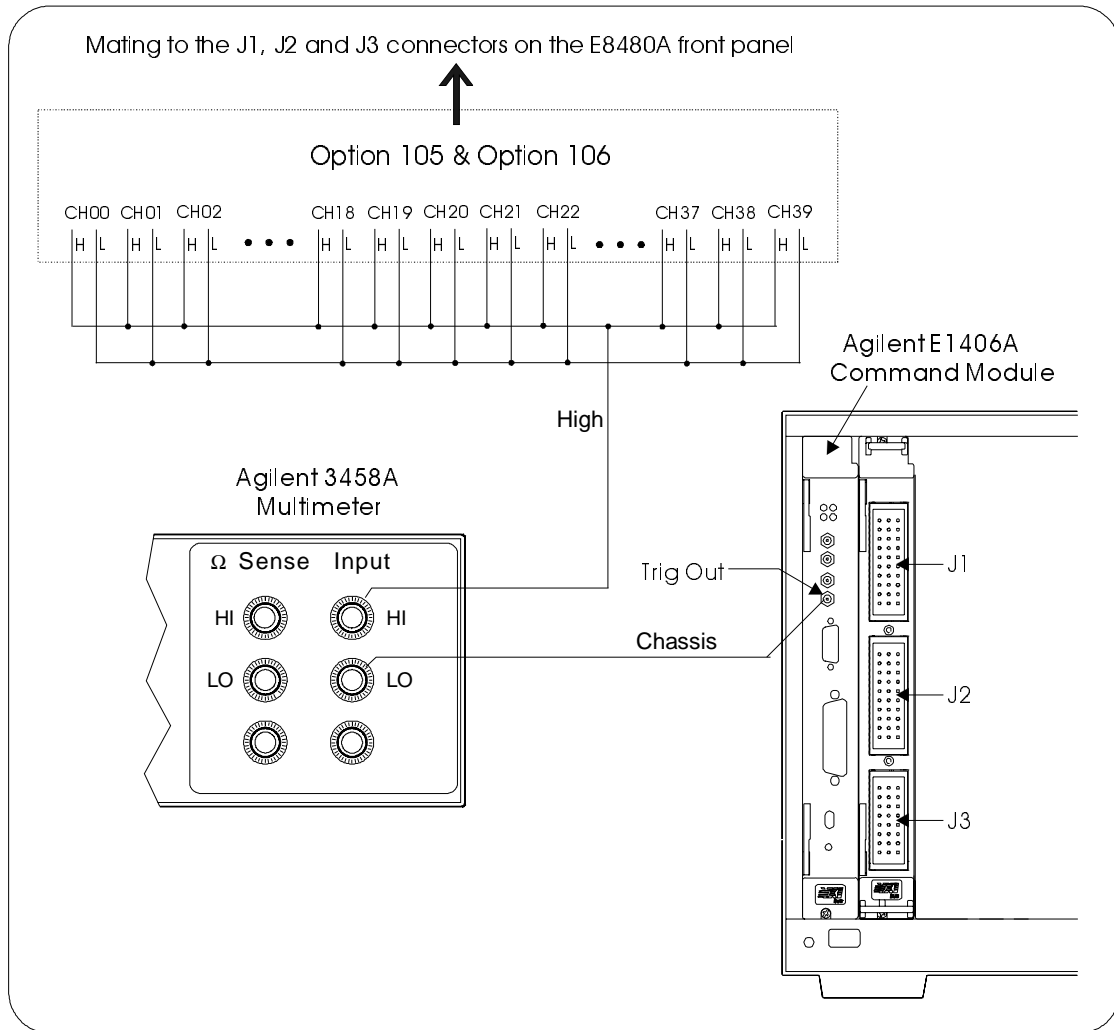 Mating to the J1, J2 and J3 connectors on the E8480A front panel
Option 105 & Option 106
CH00 CH01 CH02 CH18 CH19 CH20 CH21 CH22 CH37 CH38 CH39
H L H L H L • • • H L H L H L H L H L • • • H L H L H L
Agilent E1406A
Command Module
High
Agilent 3458A
Multimeter
Ω Sense Input
HI HI
LO LO
Trig Out
Chassis
J1
J2
J3